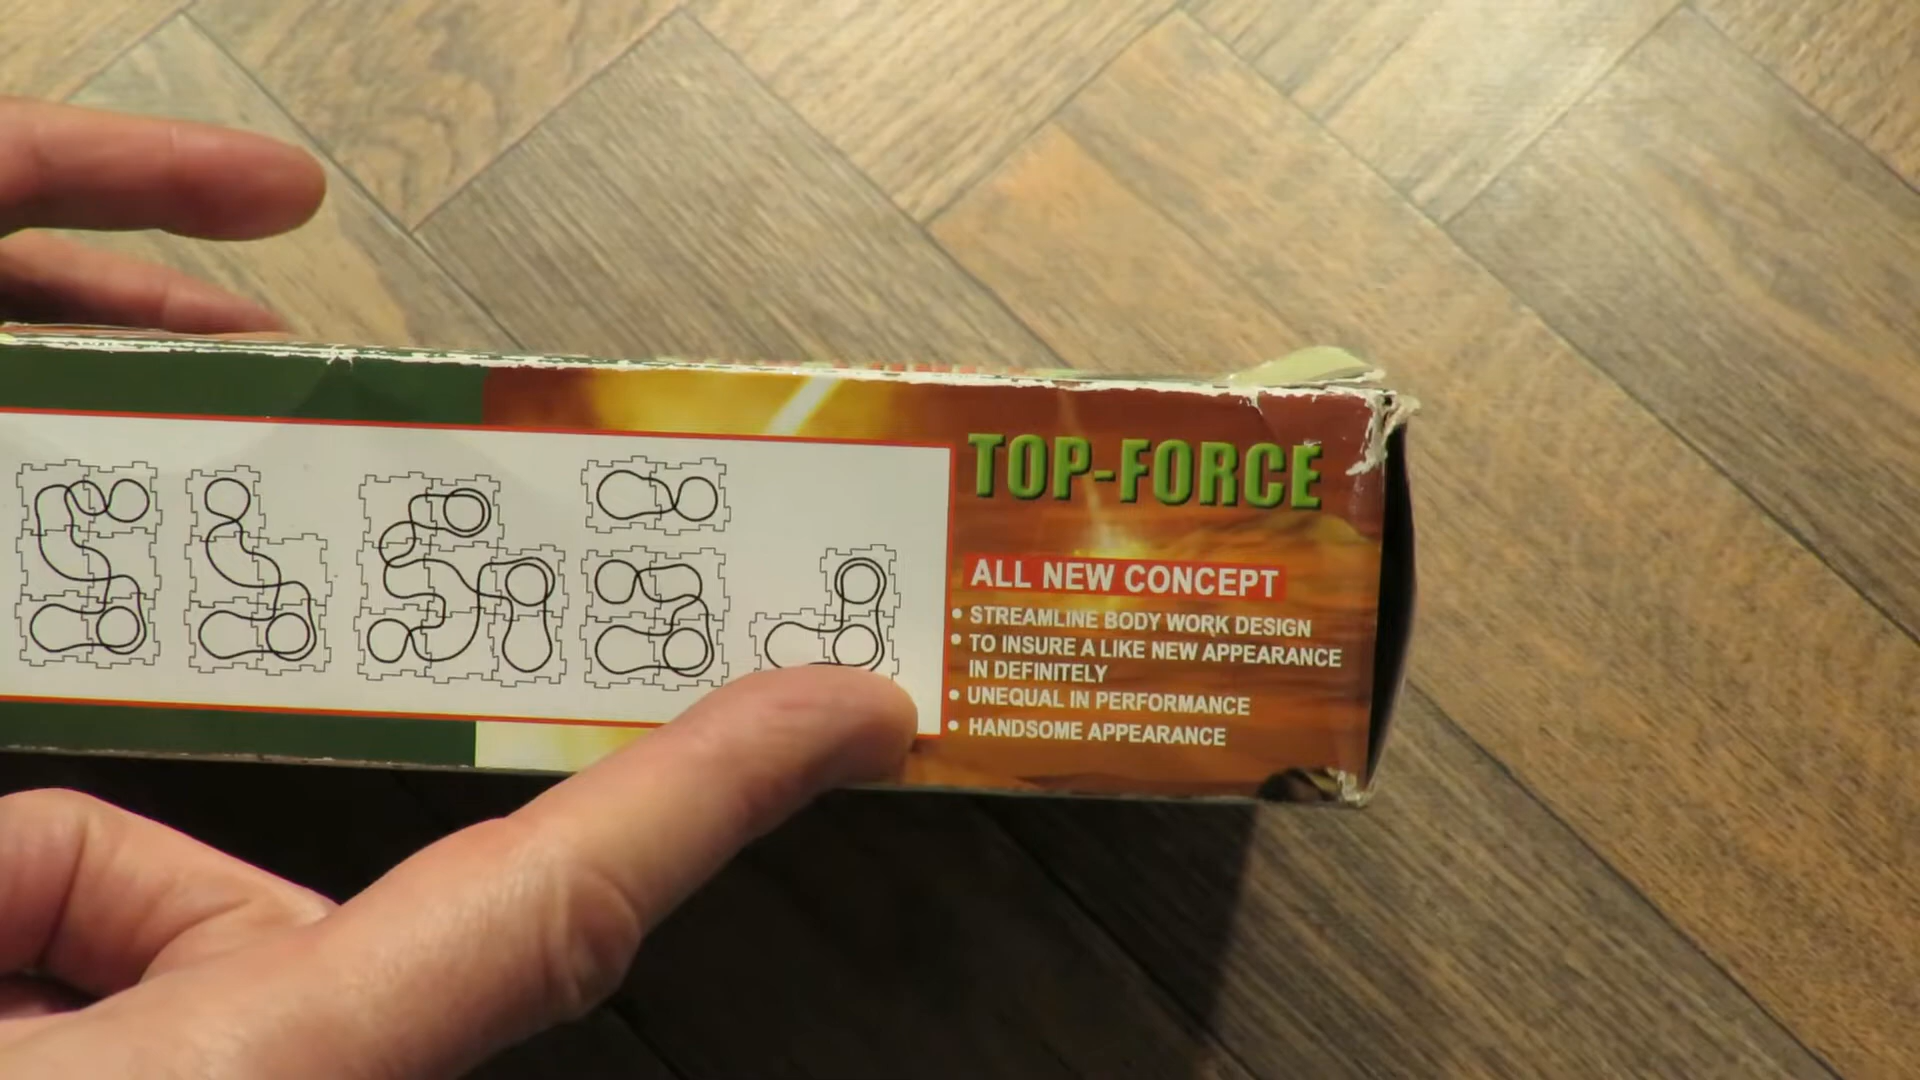 TOP-FORCE
ALL NEW CONCEPT
• STREAMLINE BODY WORK DESIGN
• TO INSURE A LIKE NEW APPEARANCE
IN DEFINITELY
• UNEQUAL IN PERFORMANCE
• HANDSOME APPEARANCE